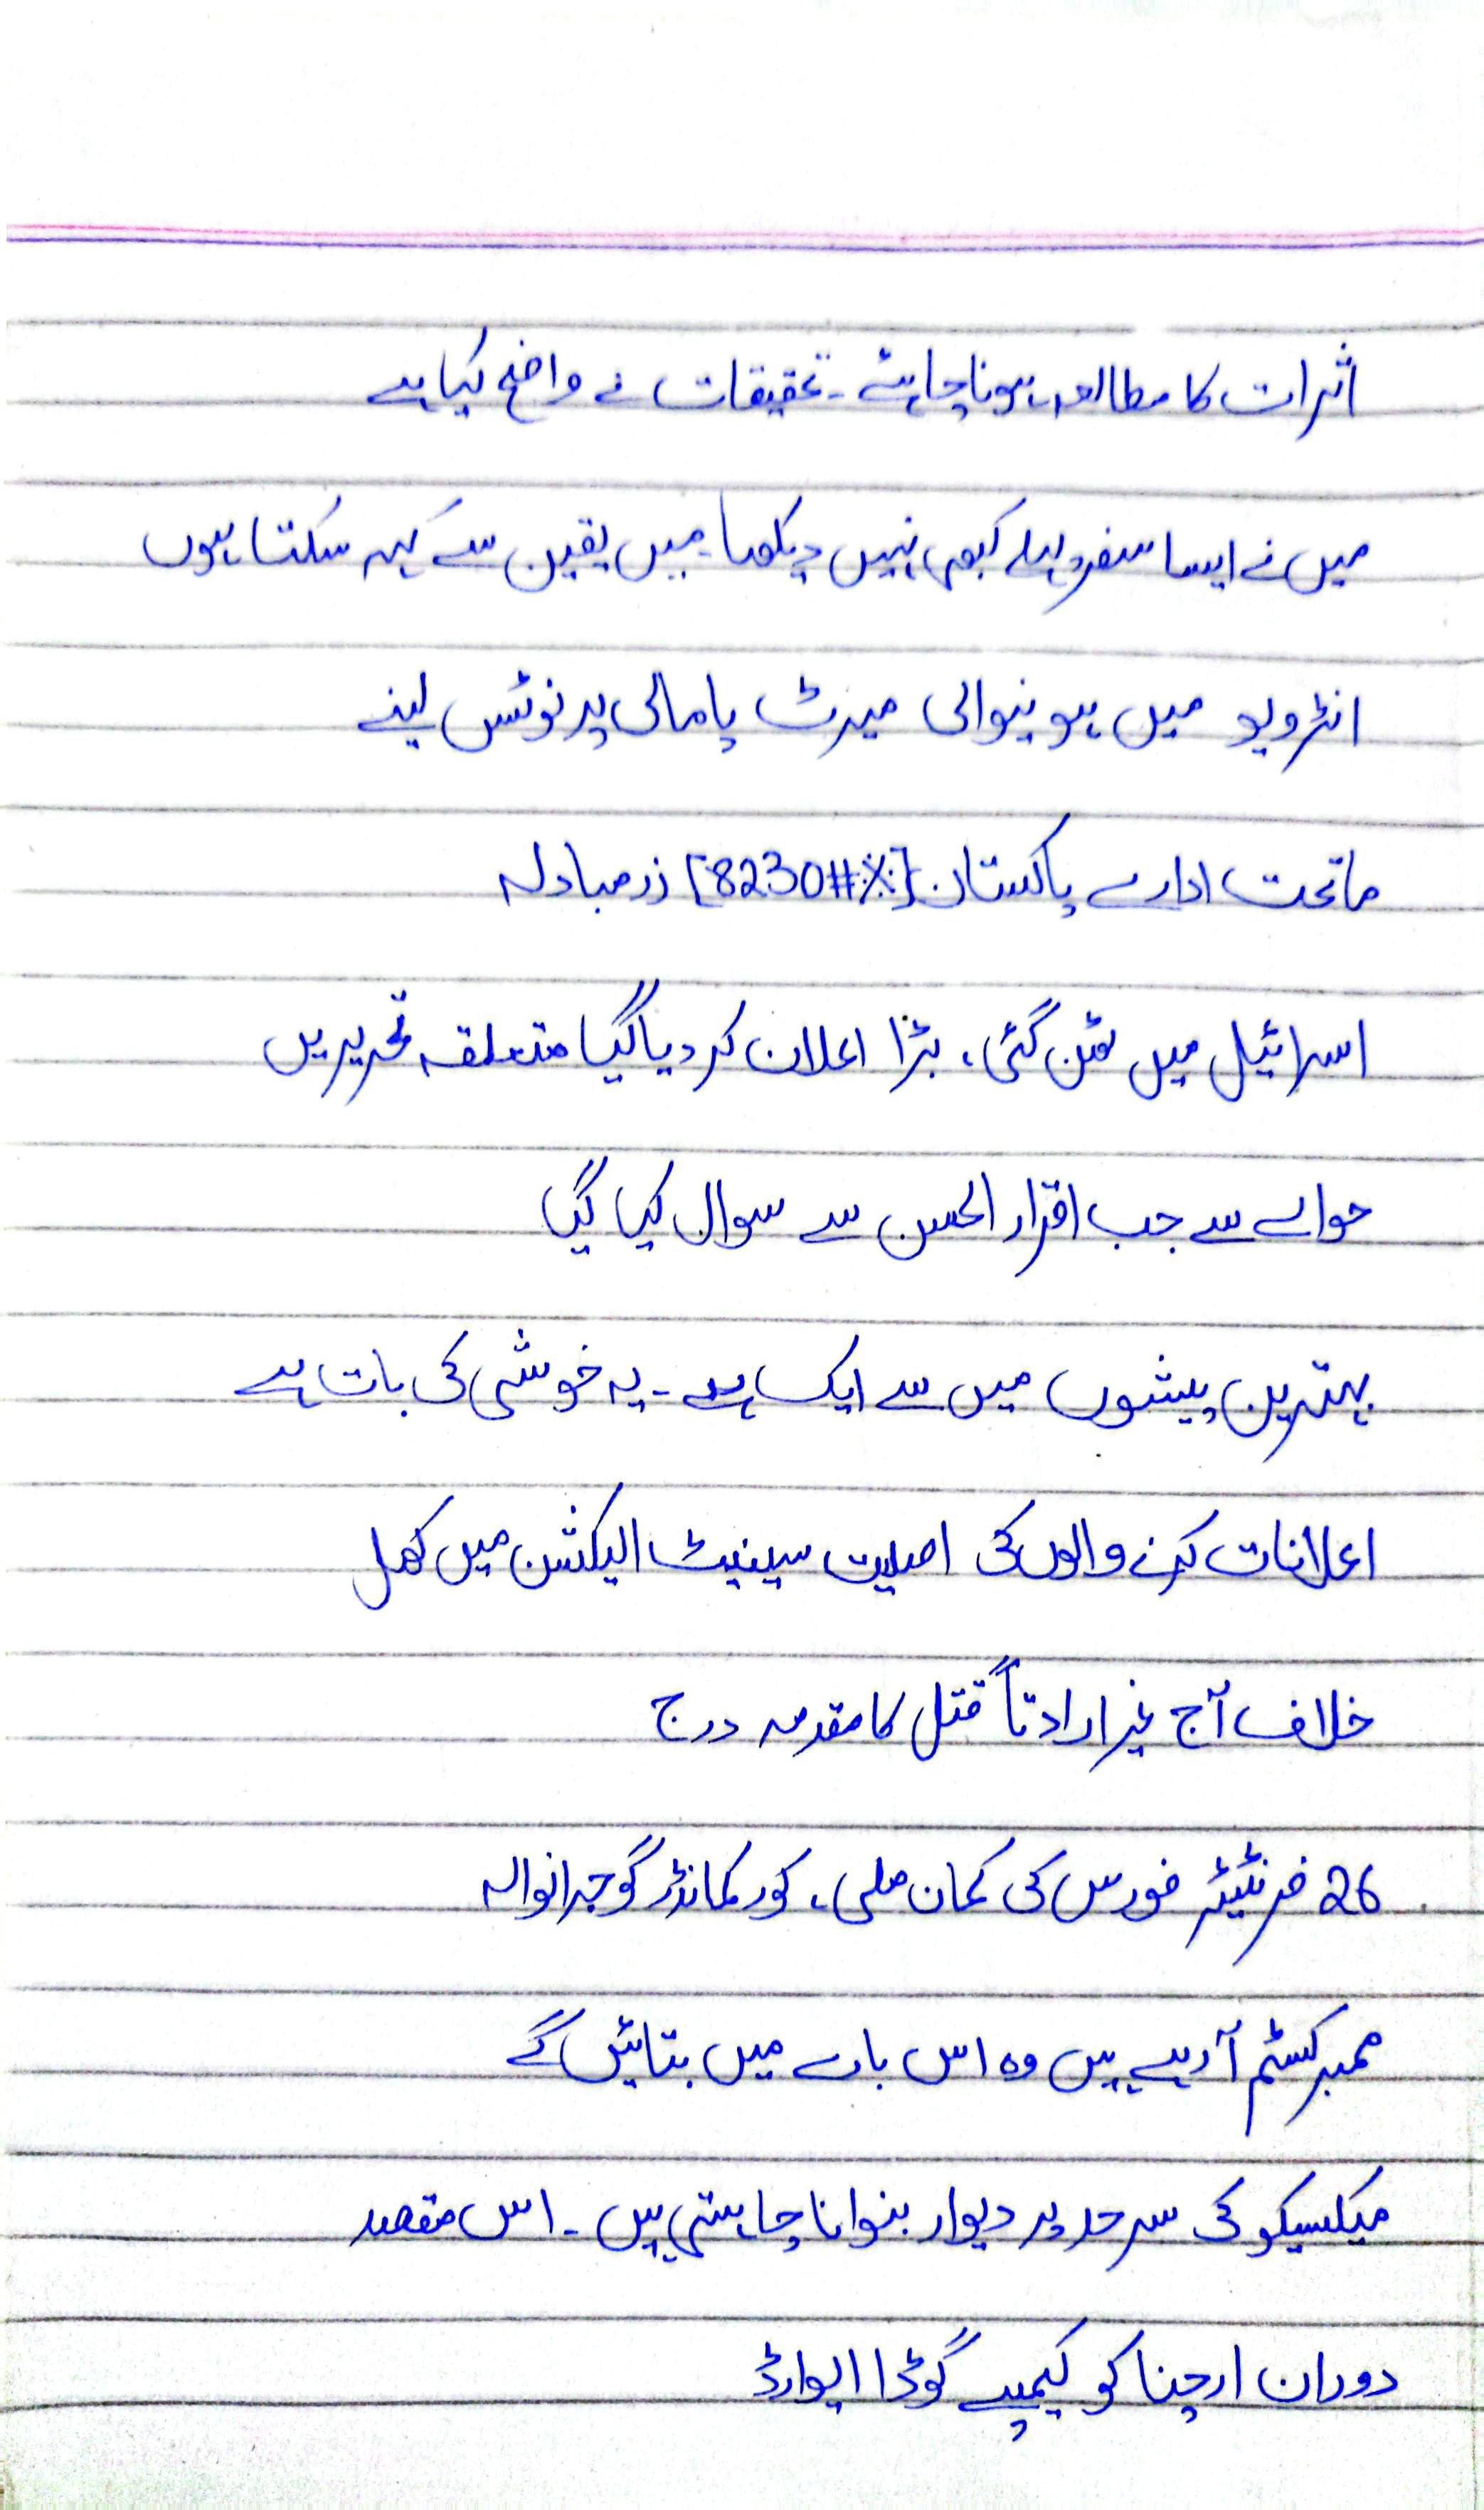 اثرات کا مطالعہ ہونا چاہئے ۔ تحقیقات نے واضح کیا ہے
میں نے ایسا سفر پہلے کبھی نہیں دیکھا۔ میں یقین سے کہہ سکتا ہوں
انٹرویو میں ہونیوالی میرٹ پامالی پر نوٹس لینے
ماتحت ادارے پاکستان [%#8230] زرمبادلہ
اسرائیل میں ٹھن گئی، بڑا اعلان کر دیا گیا متعلقہ تحریریں
حوالے سے جب اقرار الحسن سے سوال کیا گیا
بہترین پیشوں میں سے ایک ہے ۔ یہ خوشی کی بات ہے
اعلانات کرنے والوں کی اصلیت سینیٹ الیکشن میں کھل
خلاف آج غیر ارادتاً قتل کا مقدمہ درج
26 فرنٹیئر فورس کی کمان ملی، کور کمانڈر گوجرانوالہ
ممبر کسٹم آ رہے ہیں وہ اس بارے میں بتائیں گے
میکسیکو کی سرحد پر دیوار بنوانا چاہتی ہیں ۔ اس مقصد
دوران ارچنا کو کیمپے گوڈا ایوارڈ